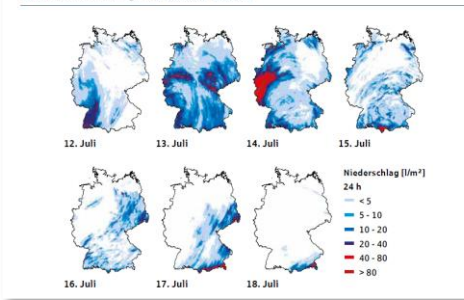 12. Juli
13. Juli
14. Juli
15. Juli
16. Juli
17. Juli
18. Juli
Niederschlag [l/m²]
24 h
< 5
5 - 10
10 - 20
20 - 40
40 - 80
> 80